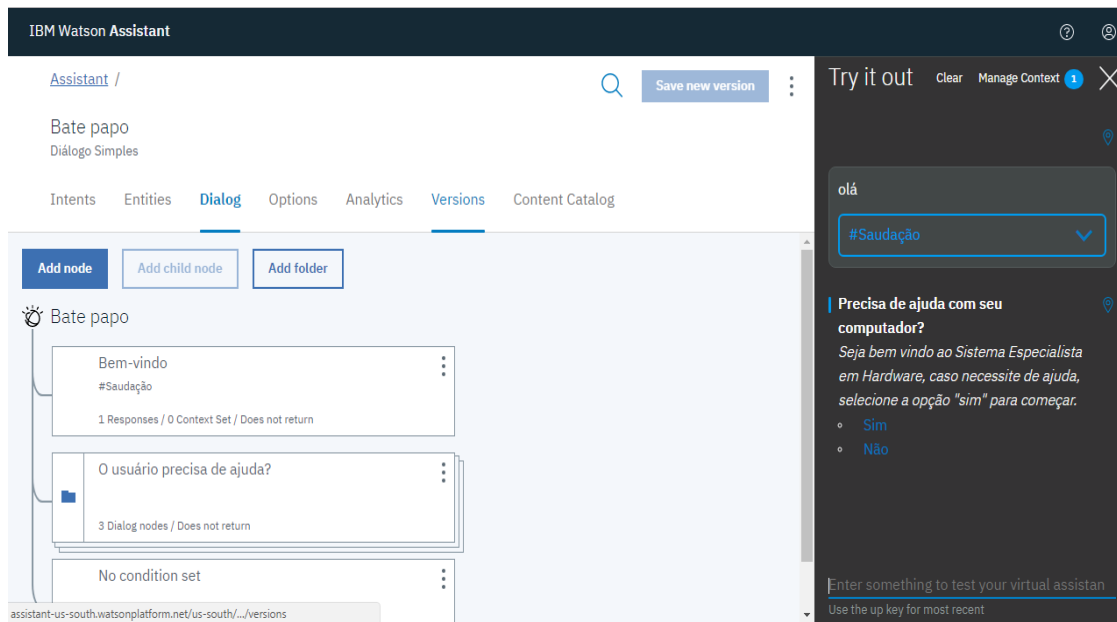 IBM Watson Assistant
Assistant /
Save new version
Bate papo
Diálogo Simples
Intents Entities Dialog Options Analytics Versions Content Catalog
Add node Add child node Add folder
Bate papo
Bem-vindo
#Saudação
1 Responses / 0 Context Set / Does not return
O usuário precisa de ajuda?
3 Dialog nodes / Does not return
No condition set
assistant-us-south.watsonplatform.net/us-south/.../versions
Try it out Clear Manage Context 1
olá
#Saudação
Precisa de ajuda com seu
computador?
Seja bem vindo ao Sistema Especialista
em Hardware, caso necessite de ajuda,
selecione a opção "sim" para começar.
Sim
Não
Enter something to test your virtual assistan
Use the up key for most recent